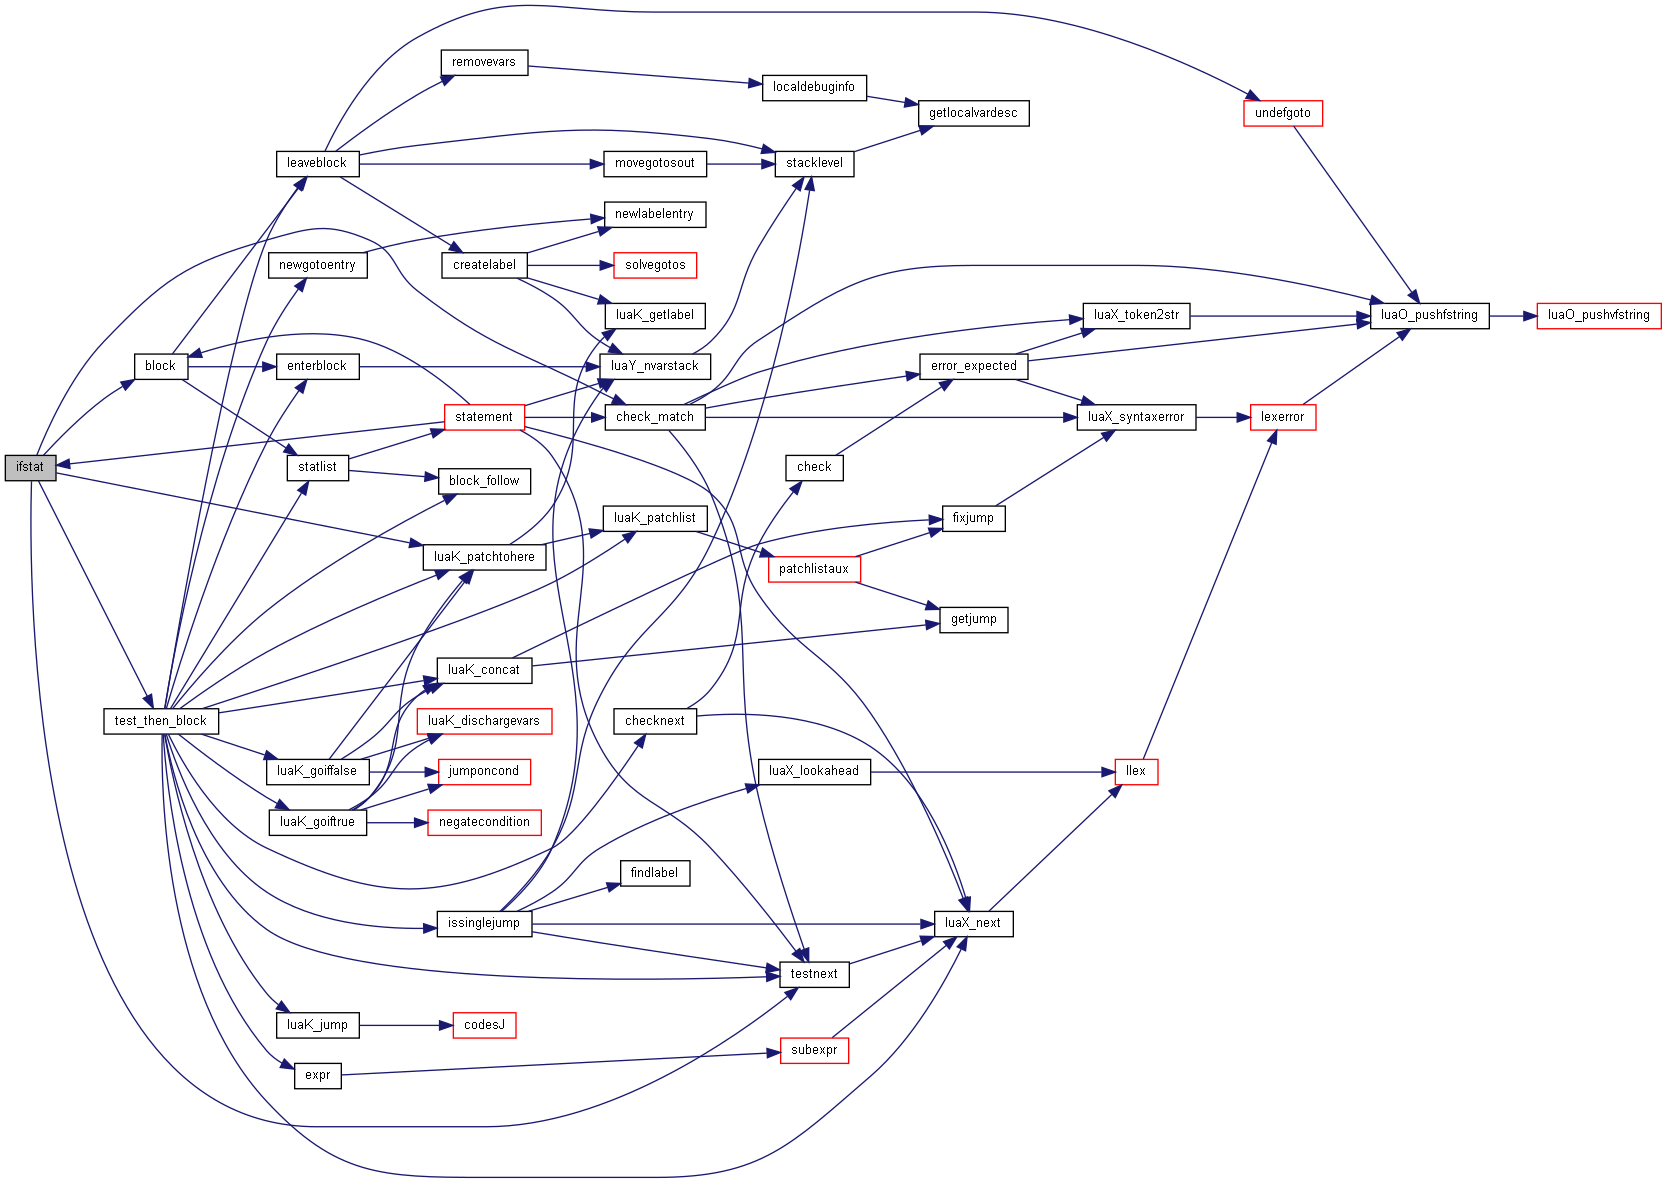 removevars
localdebuginfo
getlocalvardesc
undefgoto
leaveblock
movegotosout
stacklevel
newlabelentry
newgotoentry
createlabel
solvegotos
luaK_getlabel
luaX_token2str
luaO_pushfstring
luaO_pushvfstring
block
enterblock
luaY_nvarstack
error_expected
statement
check_match
luaX_syntaxerror
lexerror
ifstat
statlist
check
block_follow
luaK_patchlist
fixjump
luaK_patchtohere
patchlistaux
getjump
luaK_concat
test_then_block
luaK_dischargevars
checknext
luaK_goiffalse
jumponcond
luaX_lookahead
llex
luaK_goiftrue
negatecondition
findlabel
issinglejump
luaX_next
testnext
luaK_jump
codesJ
subexpr
expr